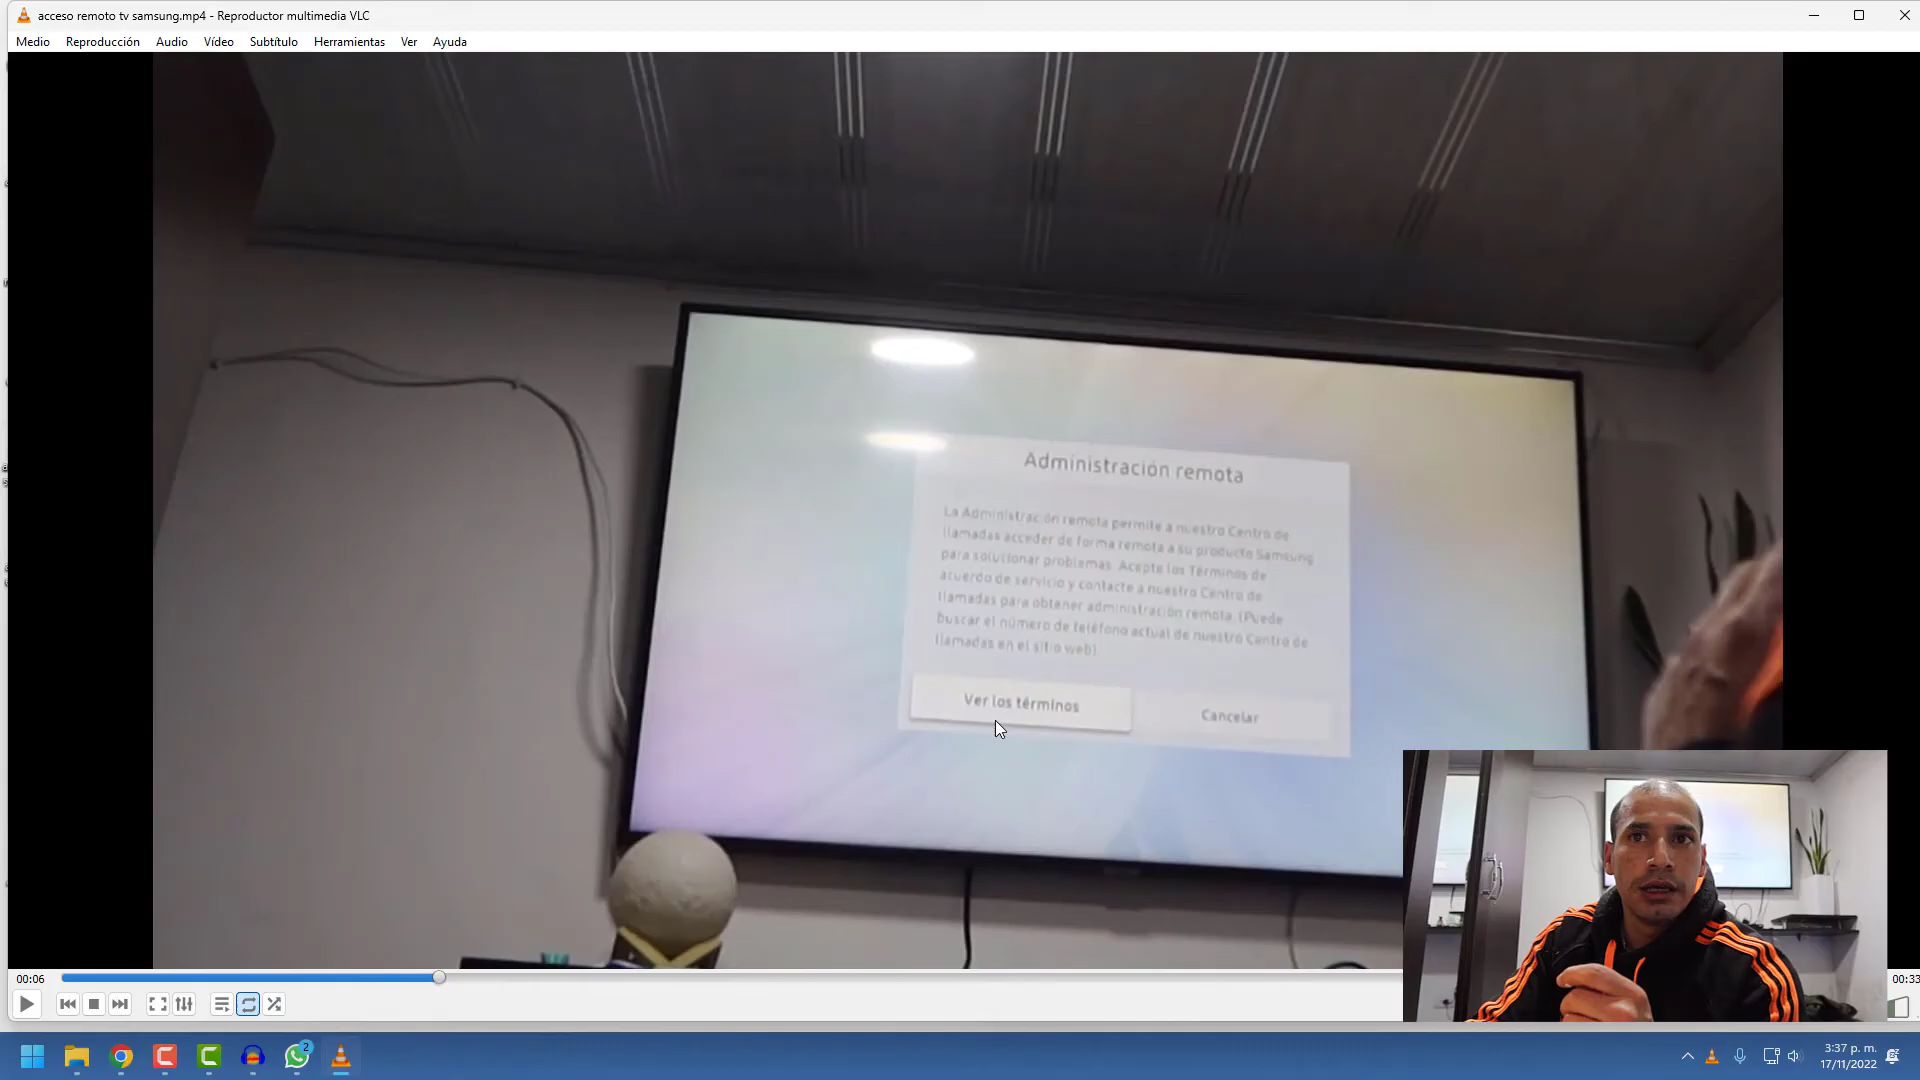 acceso remoto tv samsung.mp4 - Reproductor multimedia VLC
Medio Reproducción Audio Vídeo Subtítulo Herramientas Ver Ayuda
Administración remota
La Administración remota permite a nuestro Centro de
llamadas acceder de forma remota a su producto Samsung
para solucionar problemas. Acepte los Términos de
acuerdo de servicio y contacte a nuestro Centro de
llamadas para obtener administración remota. (Puede
buscar el número de teléfono actual de nuestro Centro de
llamadas en el sitio web).
Ver los términos
Cancelar
00:06
00:33
2
3:37 p. m.
17/11/2022